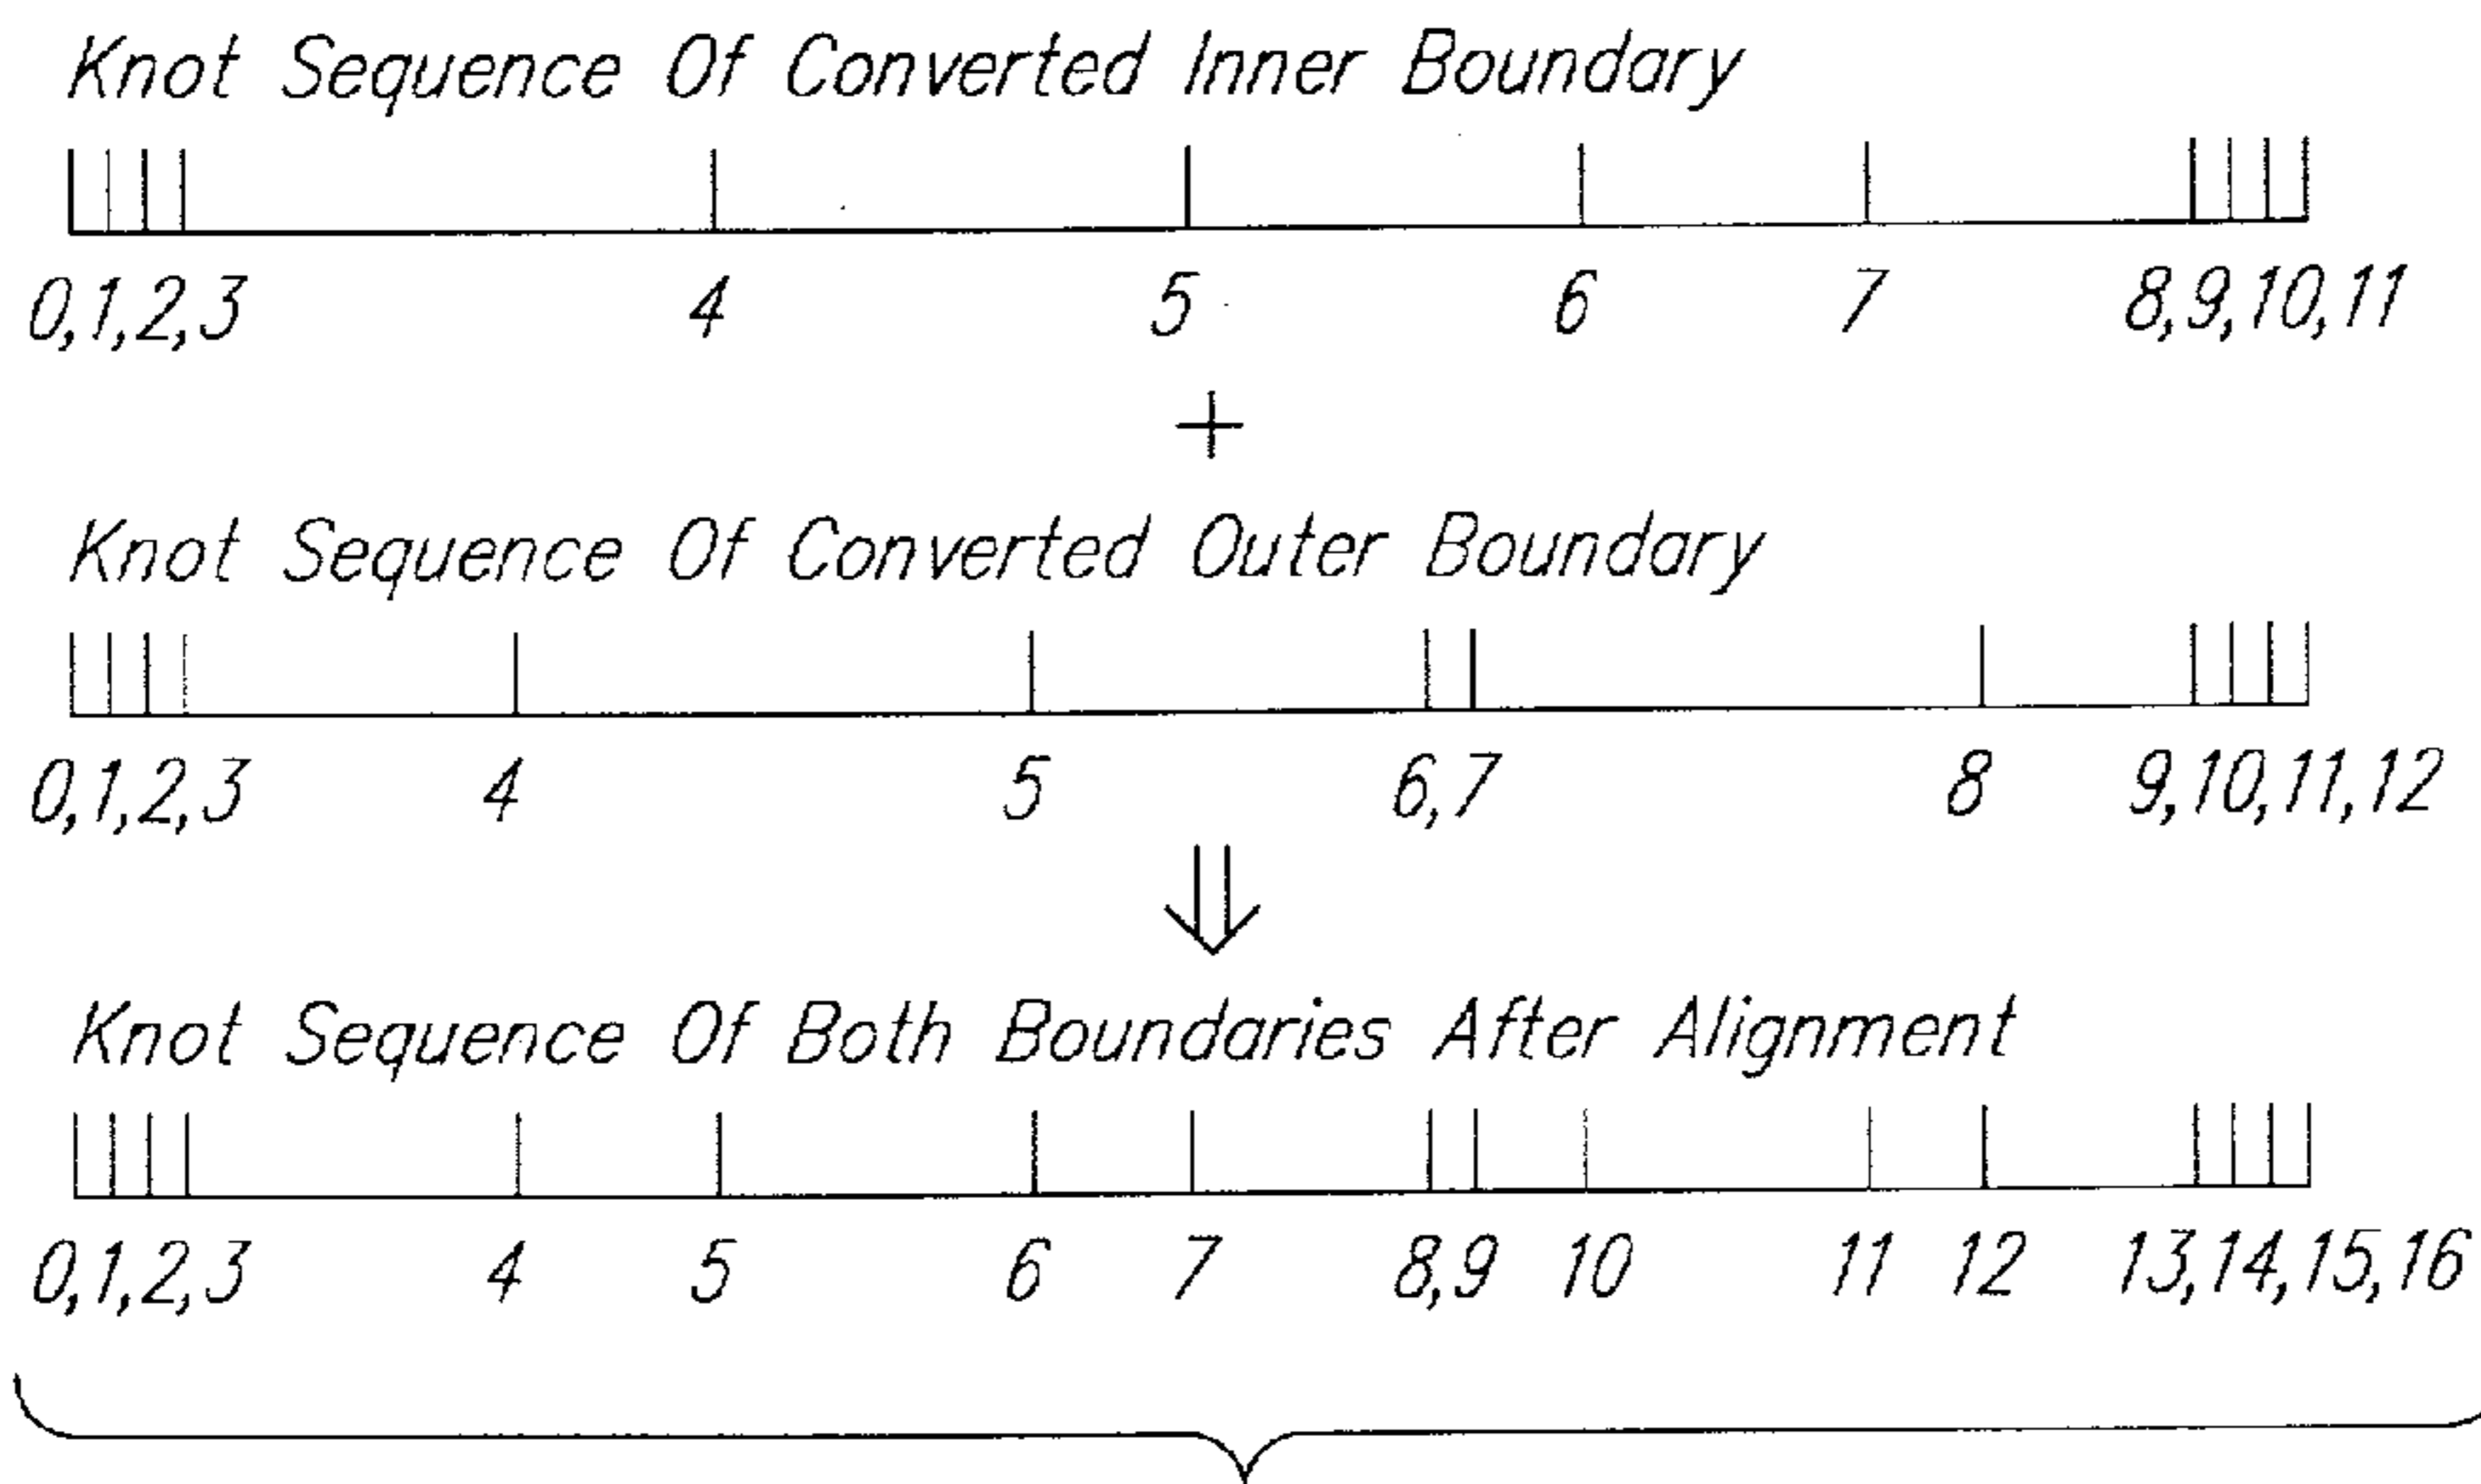 Knot Sequence Of Converted Inner Boundary
0,1,2,3 4 5 6 7 8,9,10,11
+
Knot Sequence Of Converted Outer Boundary
0,1,2,3 4 5 6,7 8 9,10,11,12
Knot Sequence Of Both Boundaries After Alignment
0,1,2,3 4 5 6 7 8,9 10 11 12 13,14,15,16